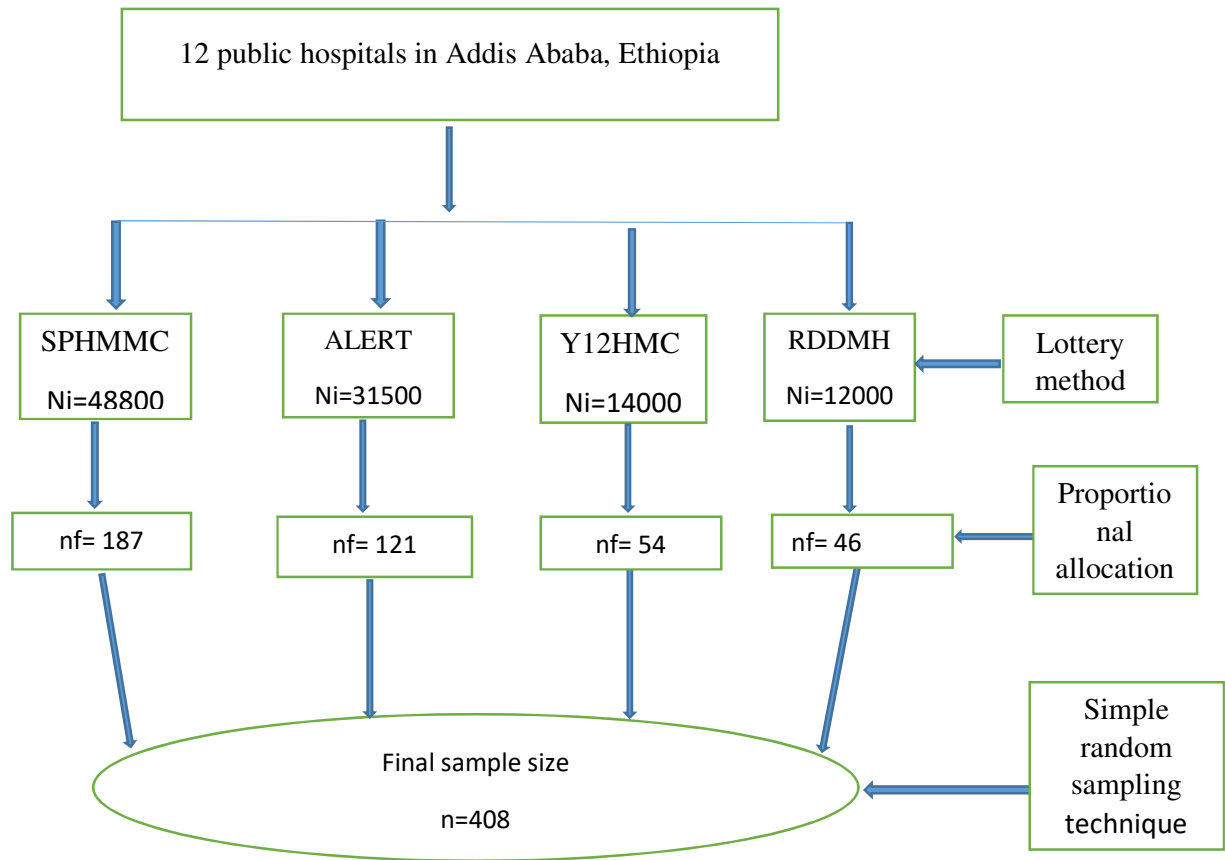 12 public hospitals in Addis Ababa, Ethiopia
SPHMMC
Ni=48800
ALERT
Ni=31500
Y12HMC
Ni=14000
RDDMH
Ni=12000
Lottery
method
nf= 187
nf= 121
nf= 54
nf= 46
Proportio
nal
allocation
Final sample size
n=408
Simple
random
sampling
technique